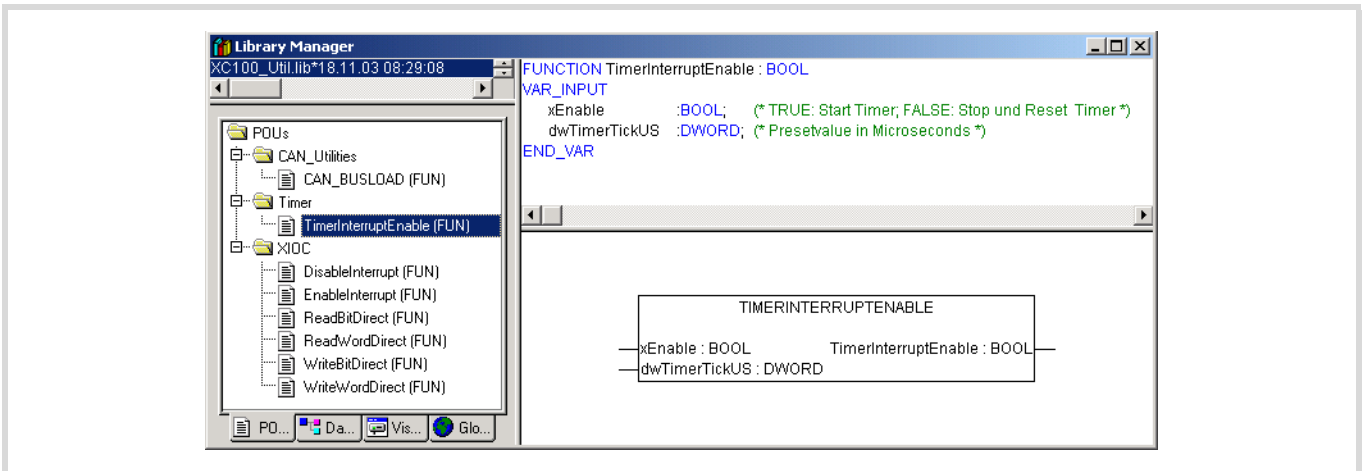 Library Manager
XC100_Util.lib*18.11.03 08:29:08
POUs
CAN_Utilities
CAN_BUSLOAD (FUN)
Timer
TimerInterruptEnable (FUN)
XIOC
DisableInterrupt (FUN)
EnableInterrupt (FUN)
ReadBitDirect (FUN)
ReadWordDirect (FUN)
WriteBitDirect (FUN)
WriteWordDirect (FUN)
PO... Da... Vis... Glo...
FUNCTION TimerInterruptEnable : BOOL
VAR_INPUT
xEnable :BOOL; (* TRUE: Start Timer; FALSE: Stop und Reset Timer *)
dwTimerTickUS :DWORD; (* Presetvalue in Microseconds *)
END_VAR
TIMERINTERRUPTENABLE
xEnable : BOOL TimerInterruptEnable : BOOL
dwTimerTickUS : DWORD